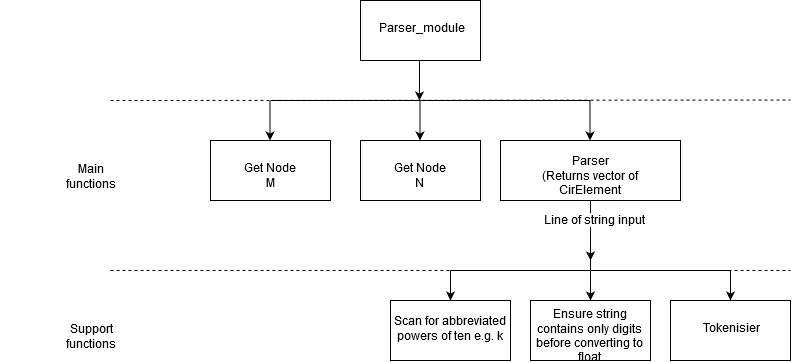 Parser_module
Main
functions
Get Node
M
Get Node
N
Parser
(Returns vector of
CirElement
Line of string input
Support
functions
Scan for abbreviated
powers of ten e.g. k
Ensure string
contains only digits
before converting to
float
Tokenisier